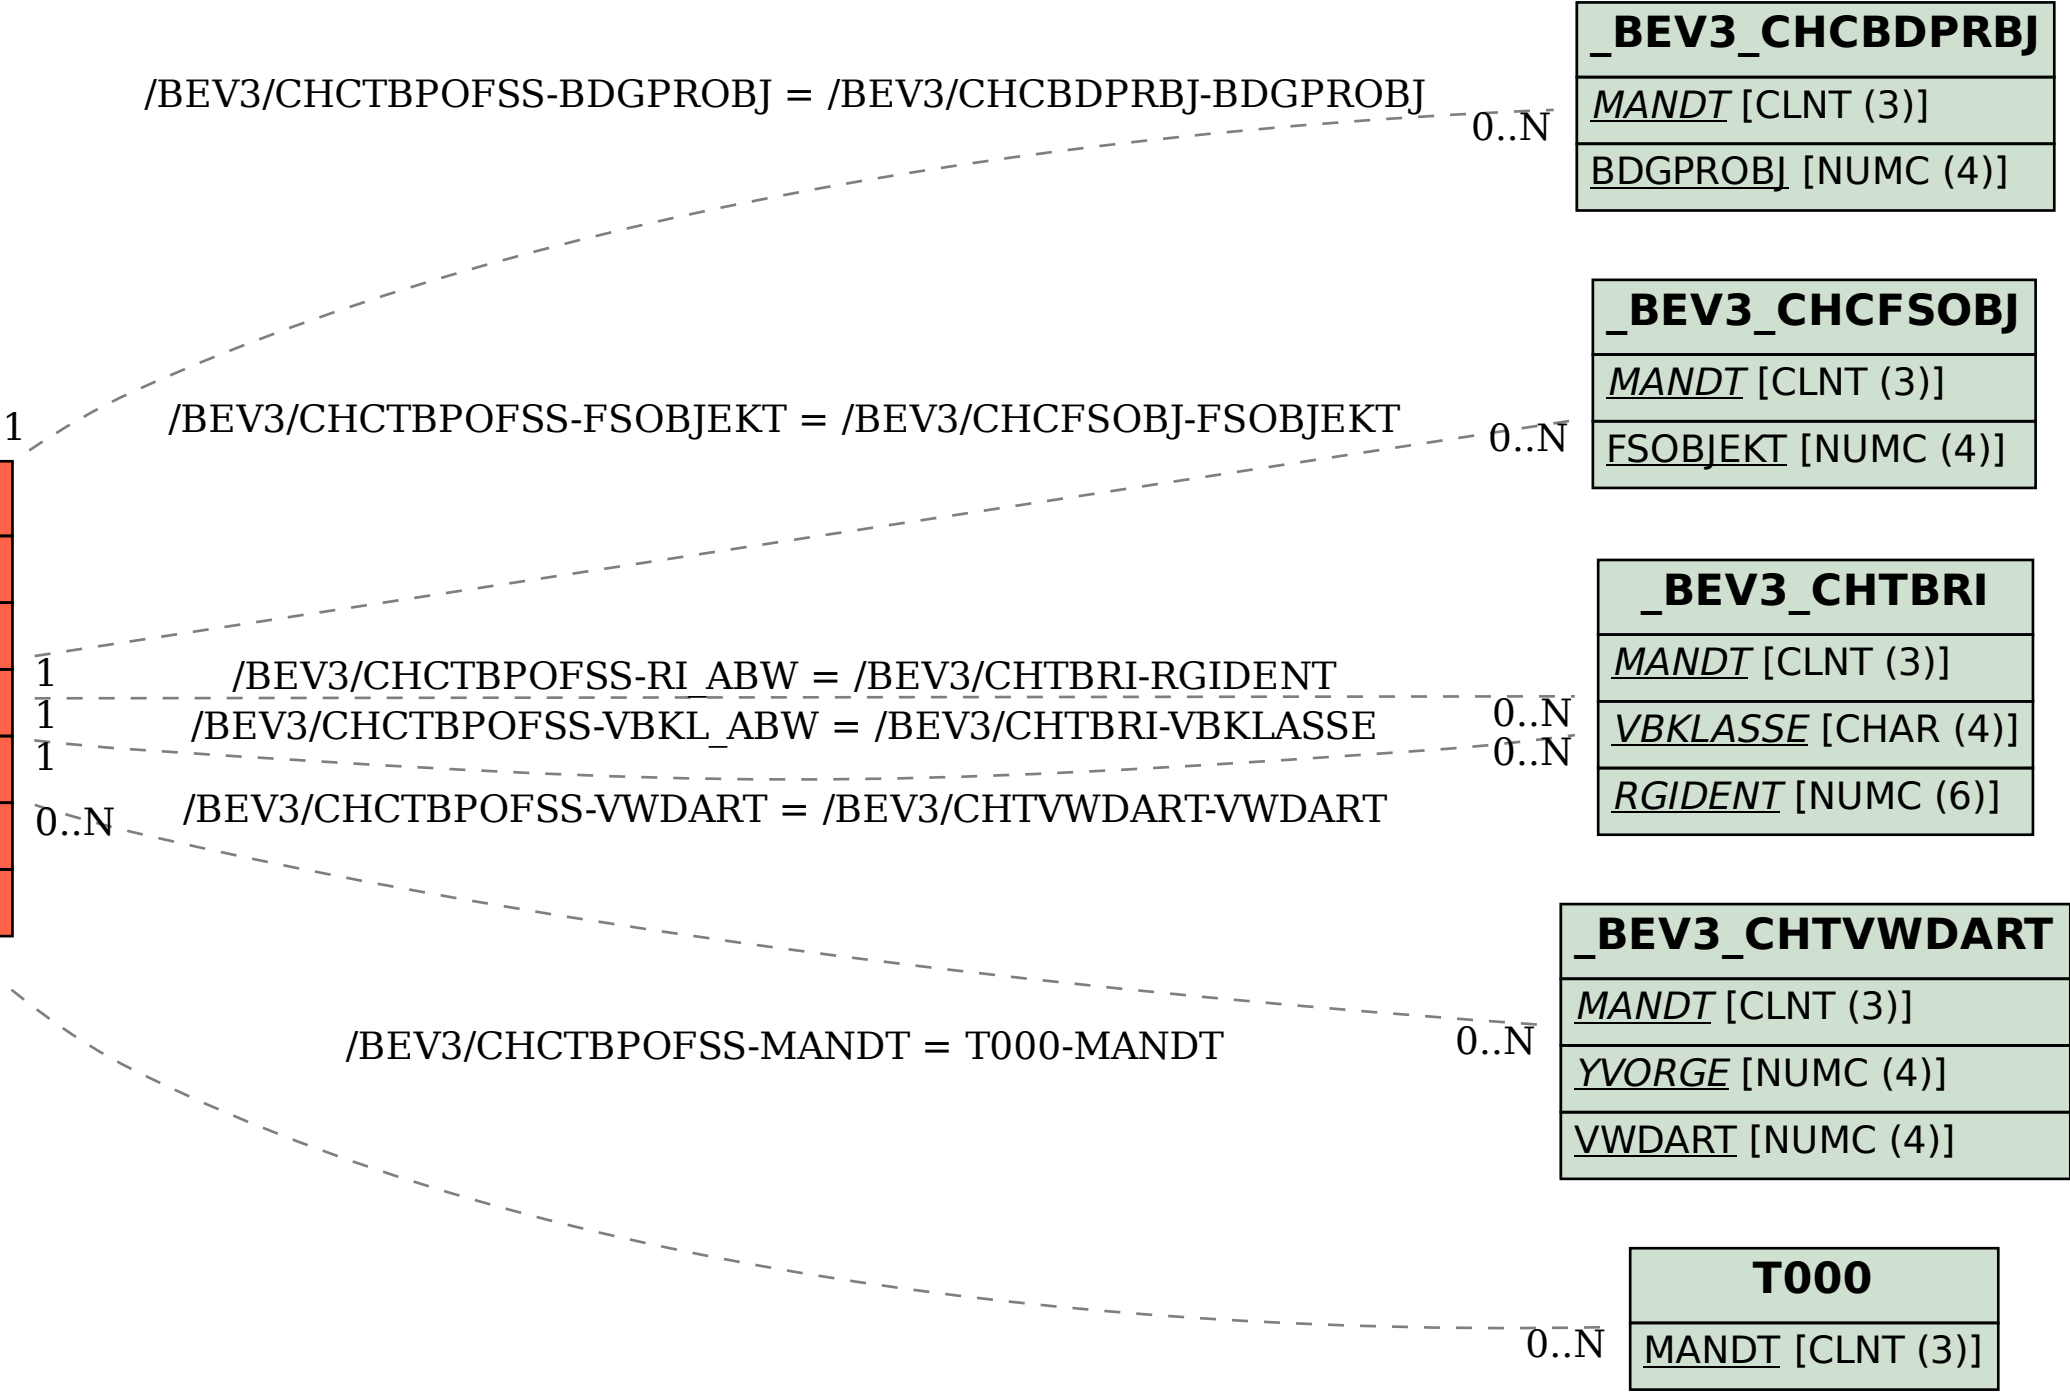 _BEV3_CHCBDPRBJ
/BEV3/CHCTBPOFSS-BDGPROBJ = /BEV3/CHCBDPRBJ-BDGPROBJ
MANDT [CLNT (3)]
0..N
BDGPROBJ [NUMC (4)]
_BEV3_CHCFSOBJ
MANDT [CLNT (3)]
1
/BEV3/CHCTBPOFSS-FSOBJEKT = /BEV3/CHCFSOBJ-FSOBJEKT
0..N
FSOBJEKT [NUMC (4)]
_BEV3_CHTBRI
MANDT [CLNT (3)]
1
/BEV3/CHCTBPOFSS-RI_ABW = /BEV3/CHTBRI-RGIDENT
0..N
1
/BEV3/CHCTBPOFSS-VBKL_ABW = /BEV3/CHTBRI-VBKLASSE
VBKLASSE [CHAR (4)]
0..N
1
RGIDENT [NUMC (6)]
/BEV3/CHCTBPOFSS-VWDART = /BEV3/CHTVWDART-VWDART
0..N
_BEV3_CHTVWDART
MANDT [CLNT (3)]
0..N
/BEV3/CHCTBPOFSS-MANDT = T000-MANDT
YVORGE [NUMC (4)]
VWDART [NUMC (4)]
T000
0..N
MANDT [CLNT (3)]